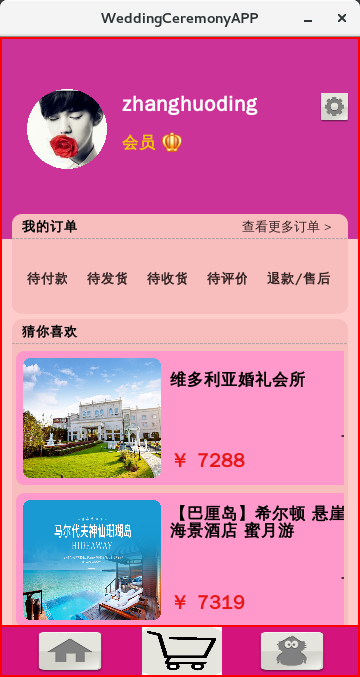 WeddingCeremonyAPP
zhanghuoding
会员
我的订单 查看更多订单 >
待付款 待发货 待收货 待评价 退款/售后
猜你喜欢
维多利亚婚礼会所
￥ 7288
【巴厘岛】希尔顿 悬崖
海景酒店 蜜月游
马尔代夫神仙珊瑚岛
HIDEAWAY
￥ 7319